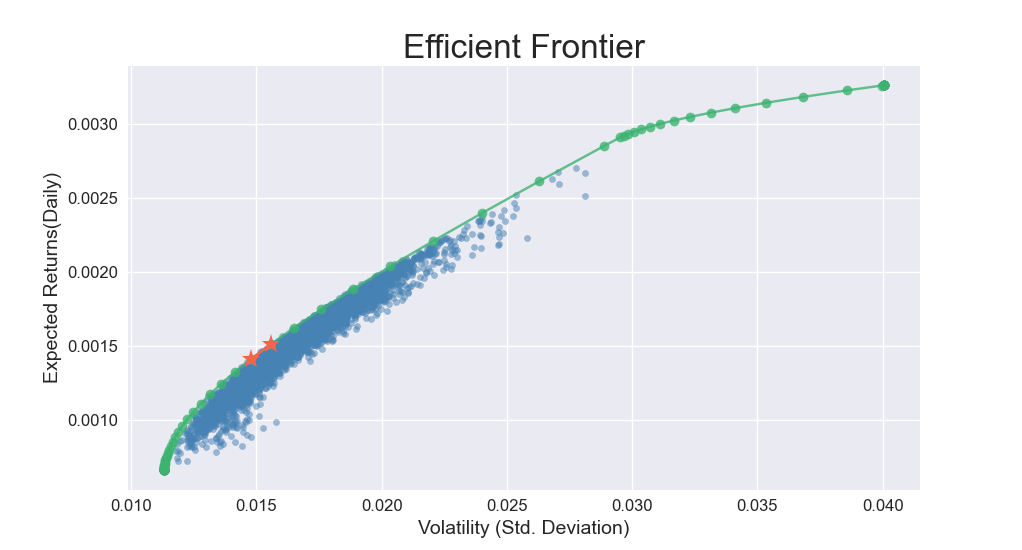 Efficient Frontier
Expected Returns(Daily)
0.0030
0.0025
0.0020
0.0015
0.0010
0.010 0.015 0.020 0.025 0.030 0.035 0.040
Volatility (Std. Deviation)